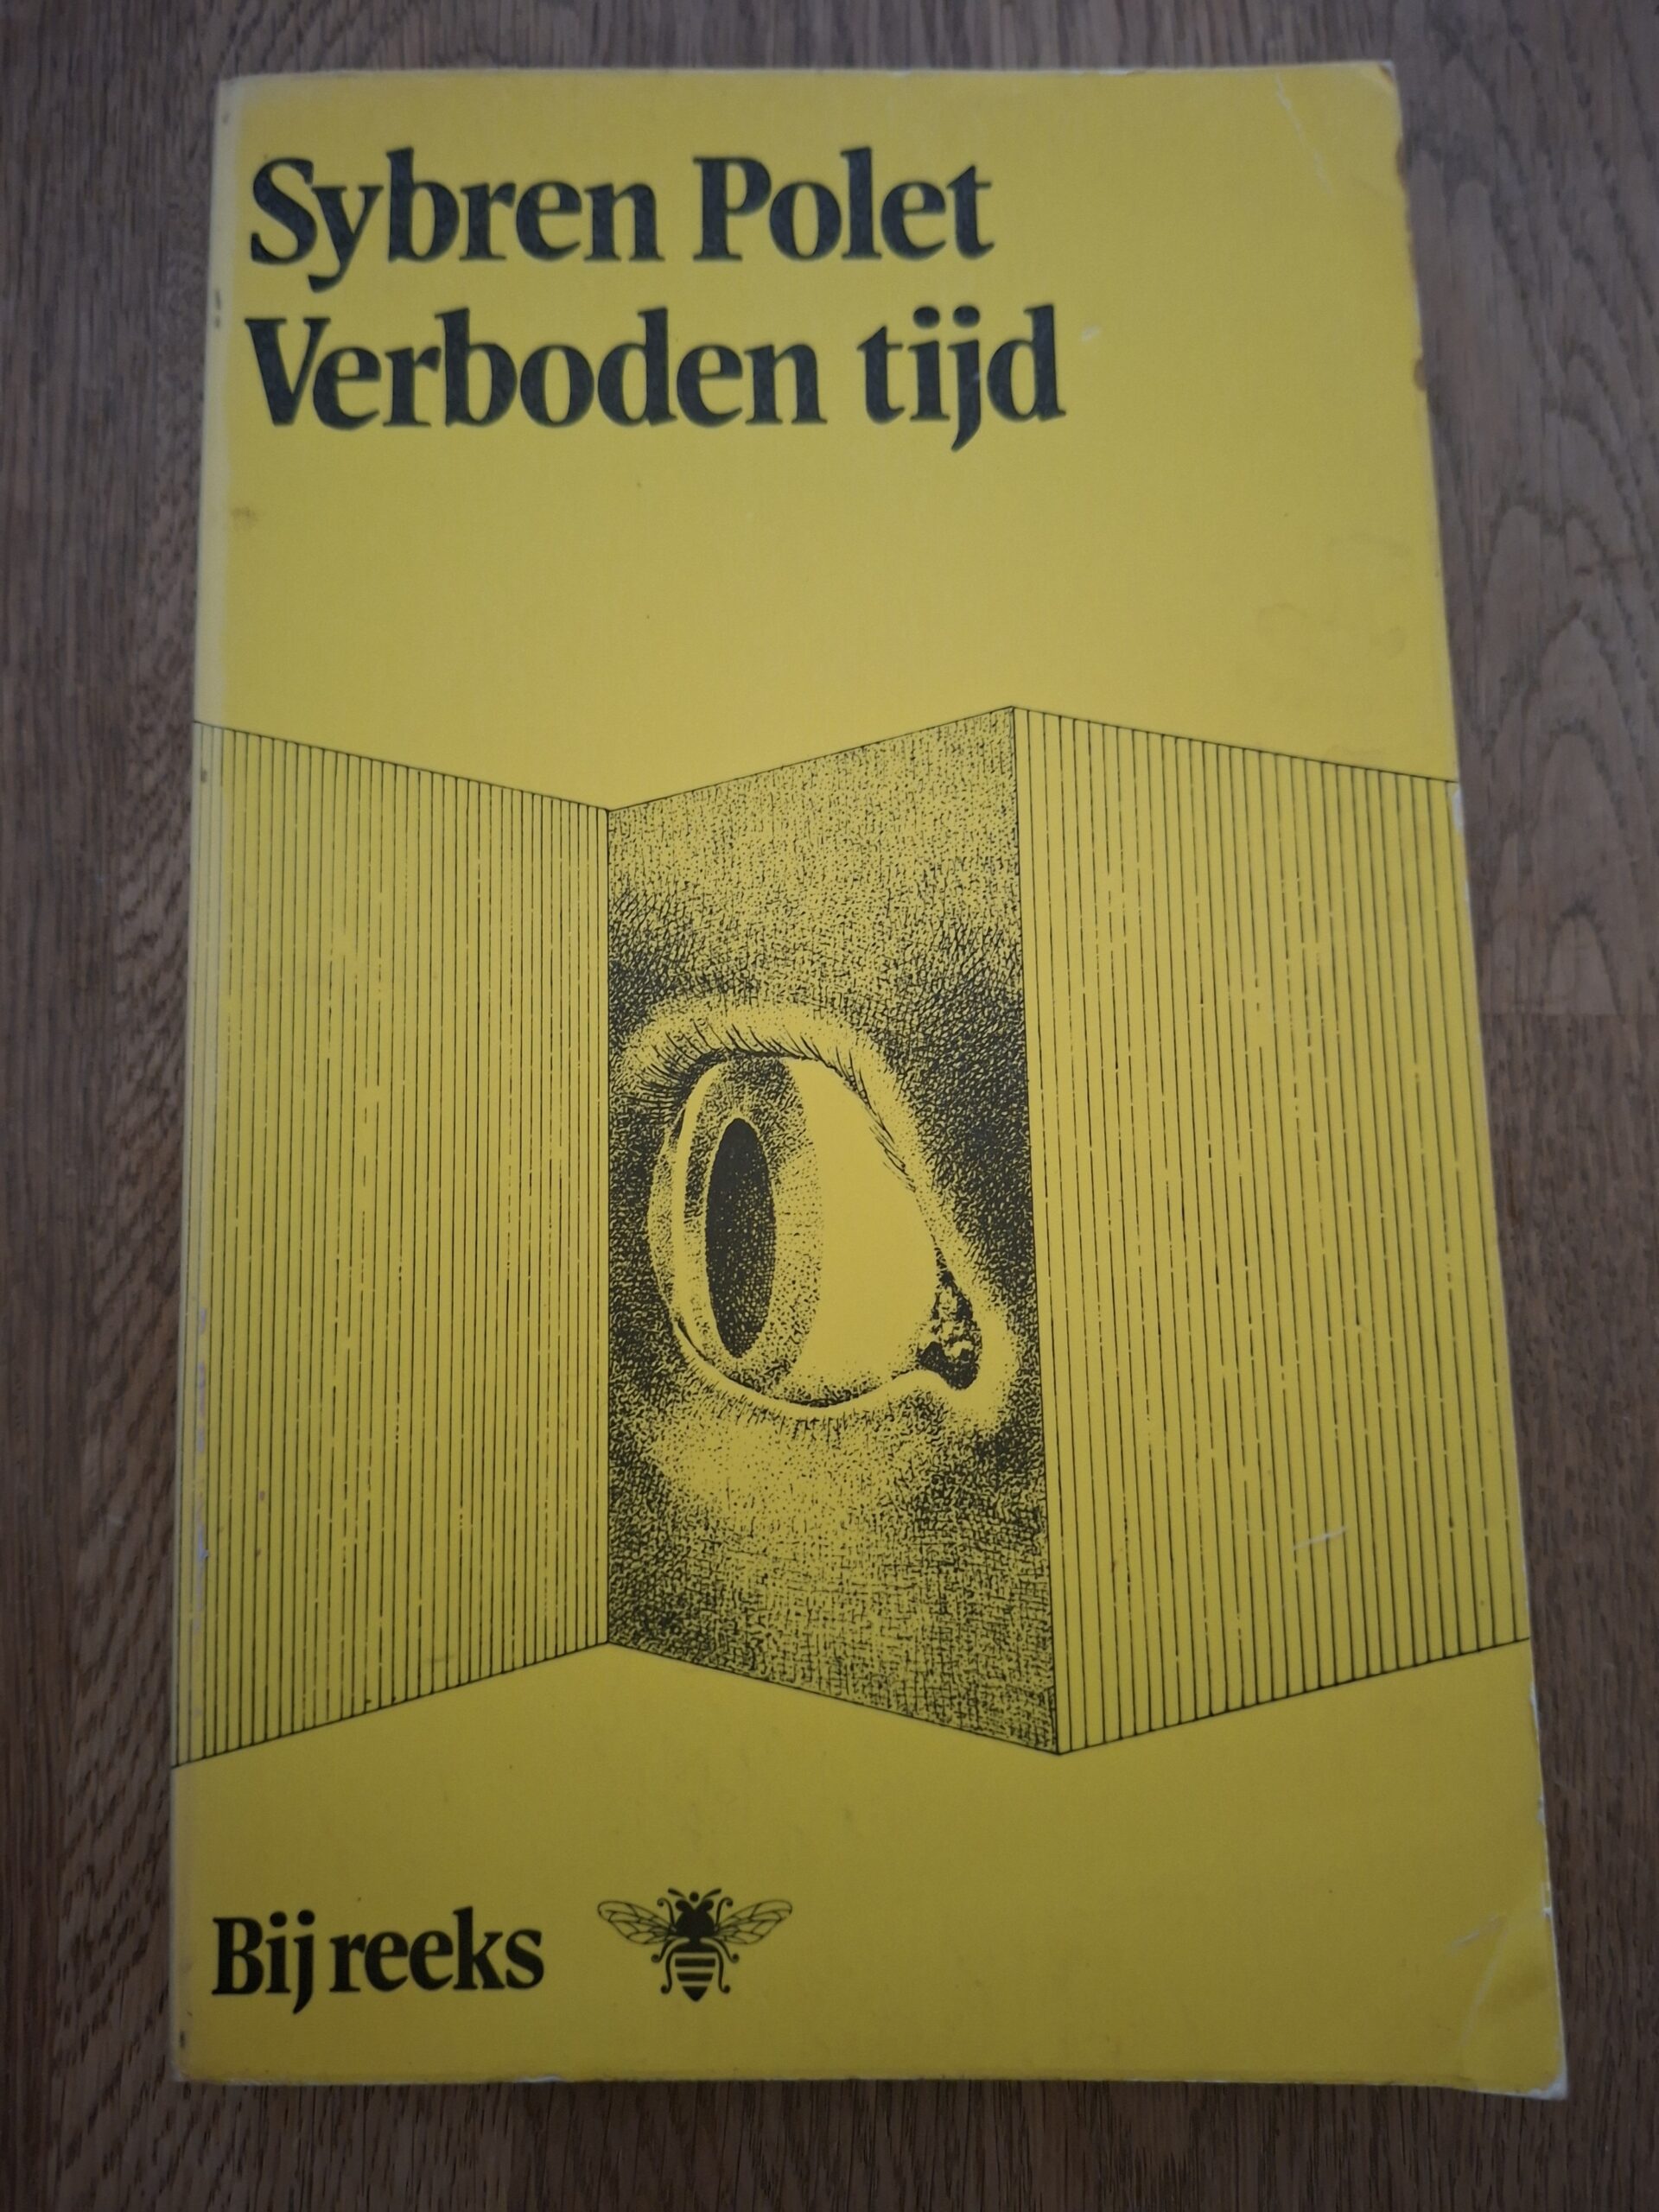 Sybren Polet
Verboden tijd
Bij reeks